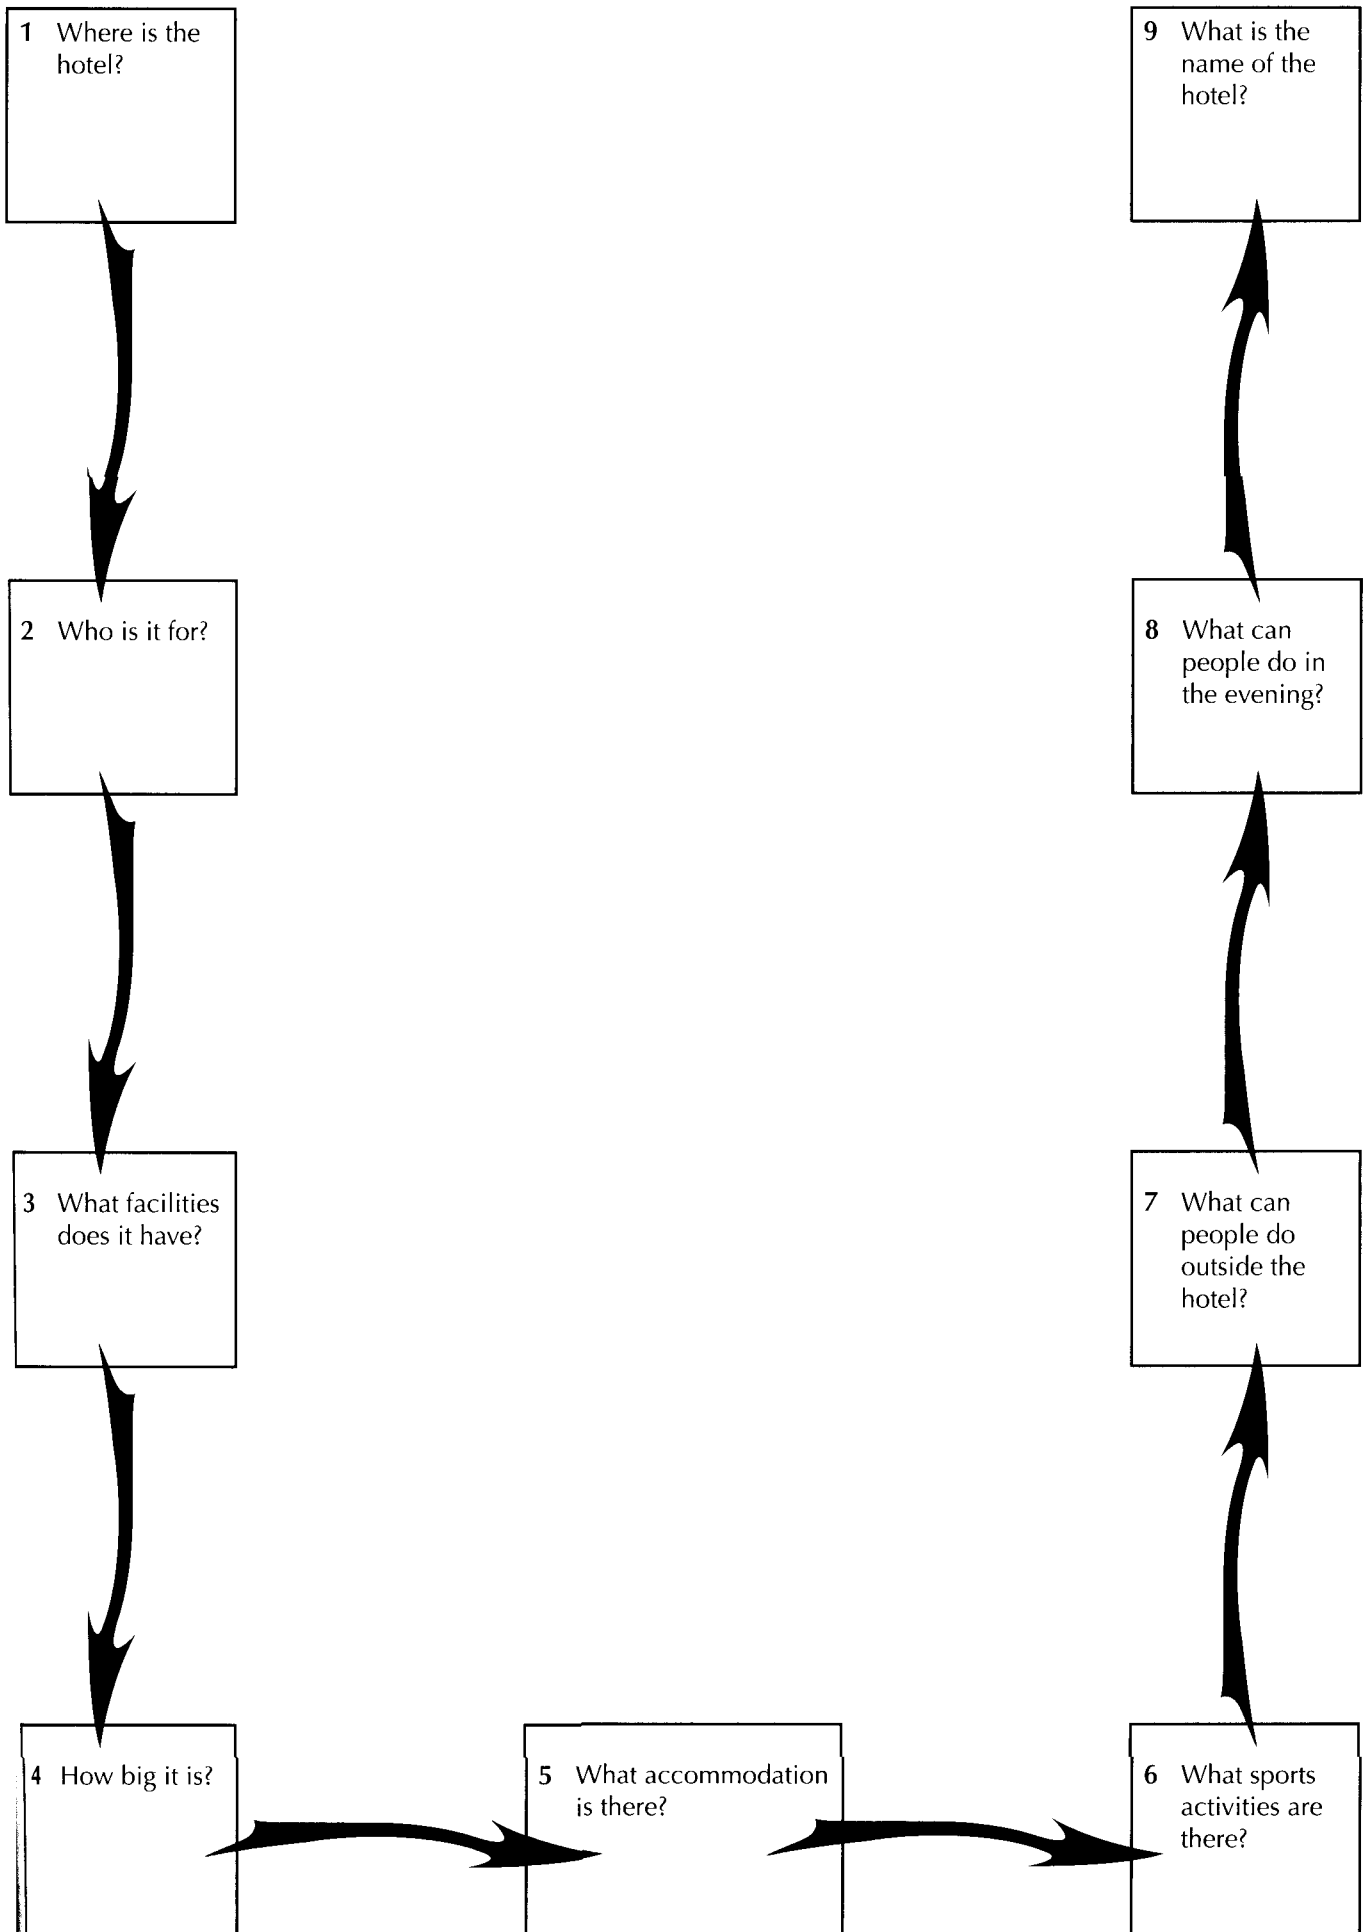 1 Where is the
hotel?
2 Who is it for?
3 What facilities
does it have?
4 How big it is?
5 What accommodation
is there?
6 What sports
activities are
there?
7 What can
people do
outside the
hotel?
8 What can
people do in
the evening?
9 What is the
name of the
hotel?